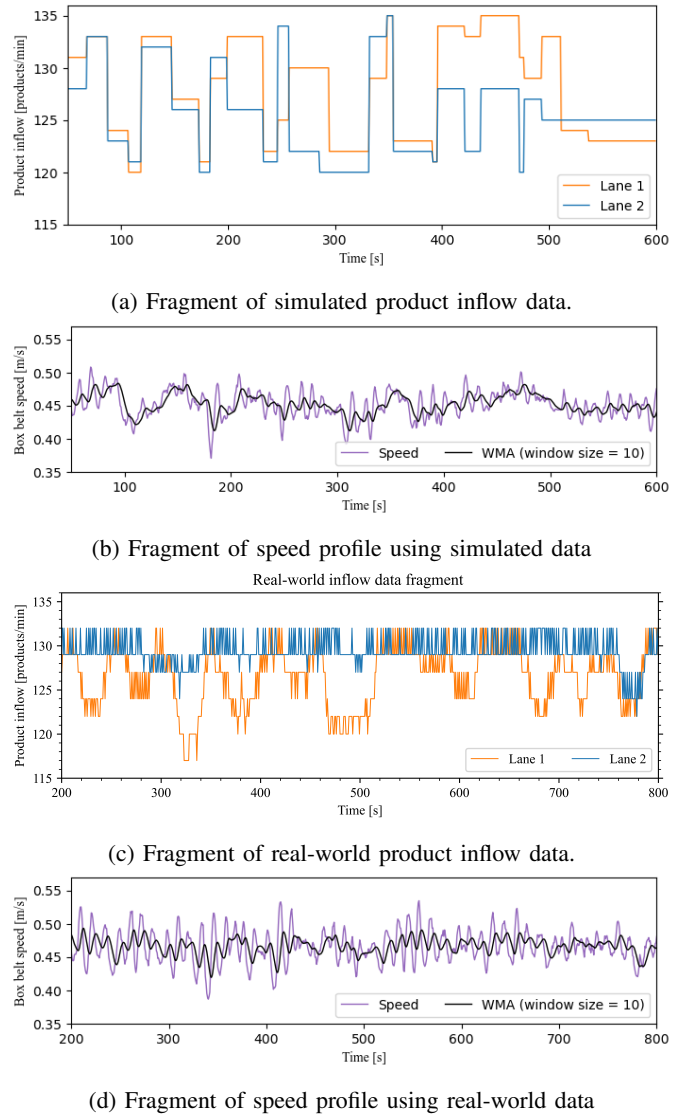 135
130
125
120
115
Product inflow [products/min]
Lane 1
Lane 2
100 200 300 400 500 600
Time [s]
(a) Fragment of simulated product inflow data.
0.55
0.50
0.45
0.40
0.35
Box belt speed [m/s]
Speed WMA (window size = 10)
100 200 300 400 500 600
Time [s]
(b) Fragment of speed profile using simulated data
Real-world inflow data fragment
135
130
125
120
115
Product inflow [products/min]
Lane 1 Lane 2
200 300 400 500 600 700 800
Time [s]
(c) Fragment of real-world product inflow data.
0.55
0.50
0.45
0.40
0.35
Box belt speed [m/s]
Speed WMA (window size = 10)
200 300 400 500 600 700 800
Time [s]
(d) Fragment of speed profile using real-world data